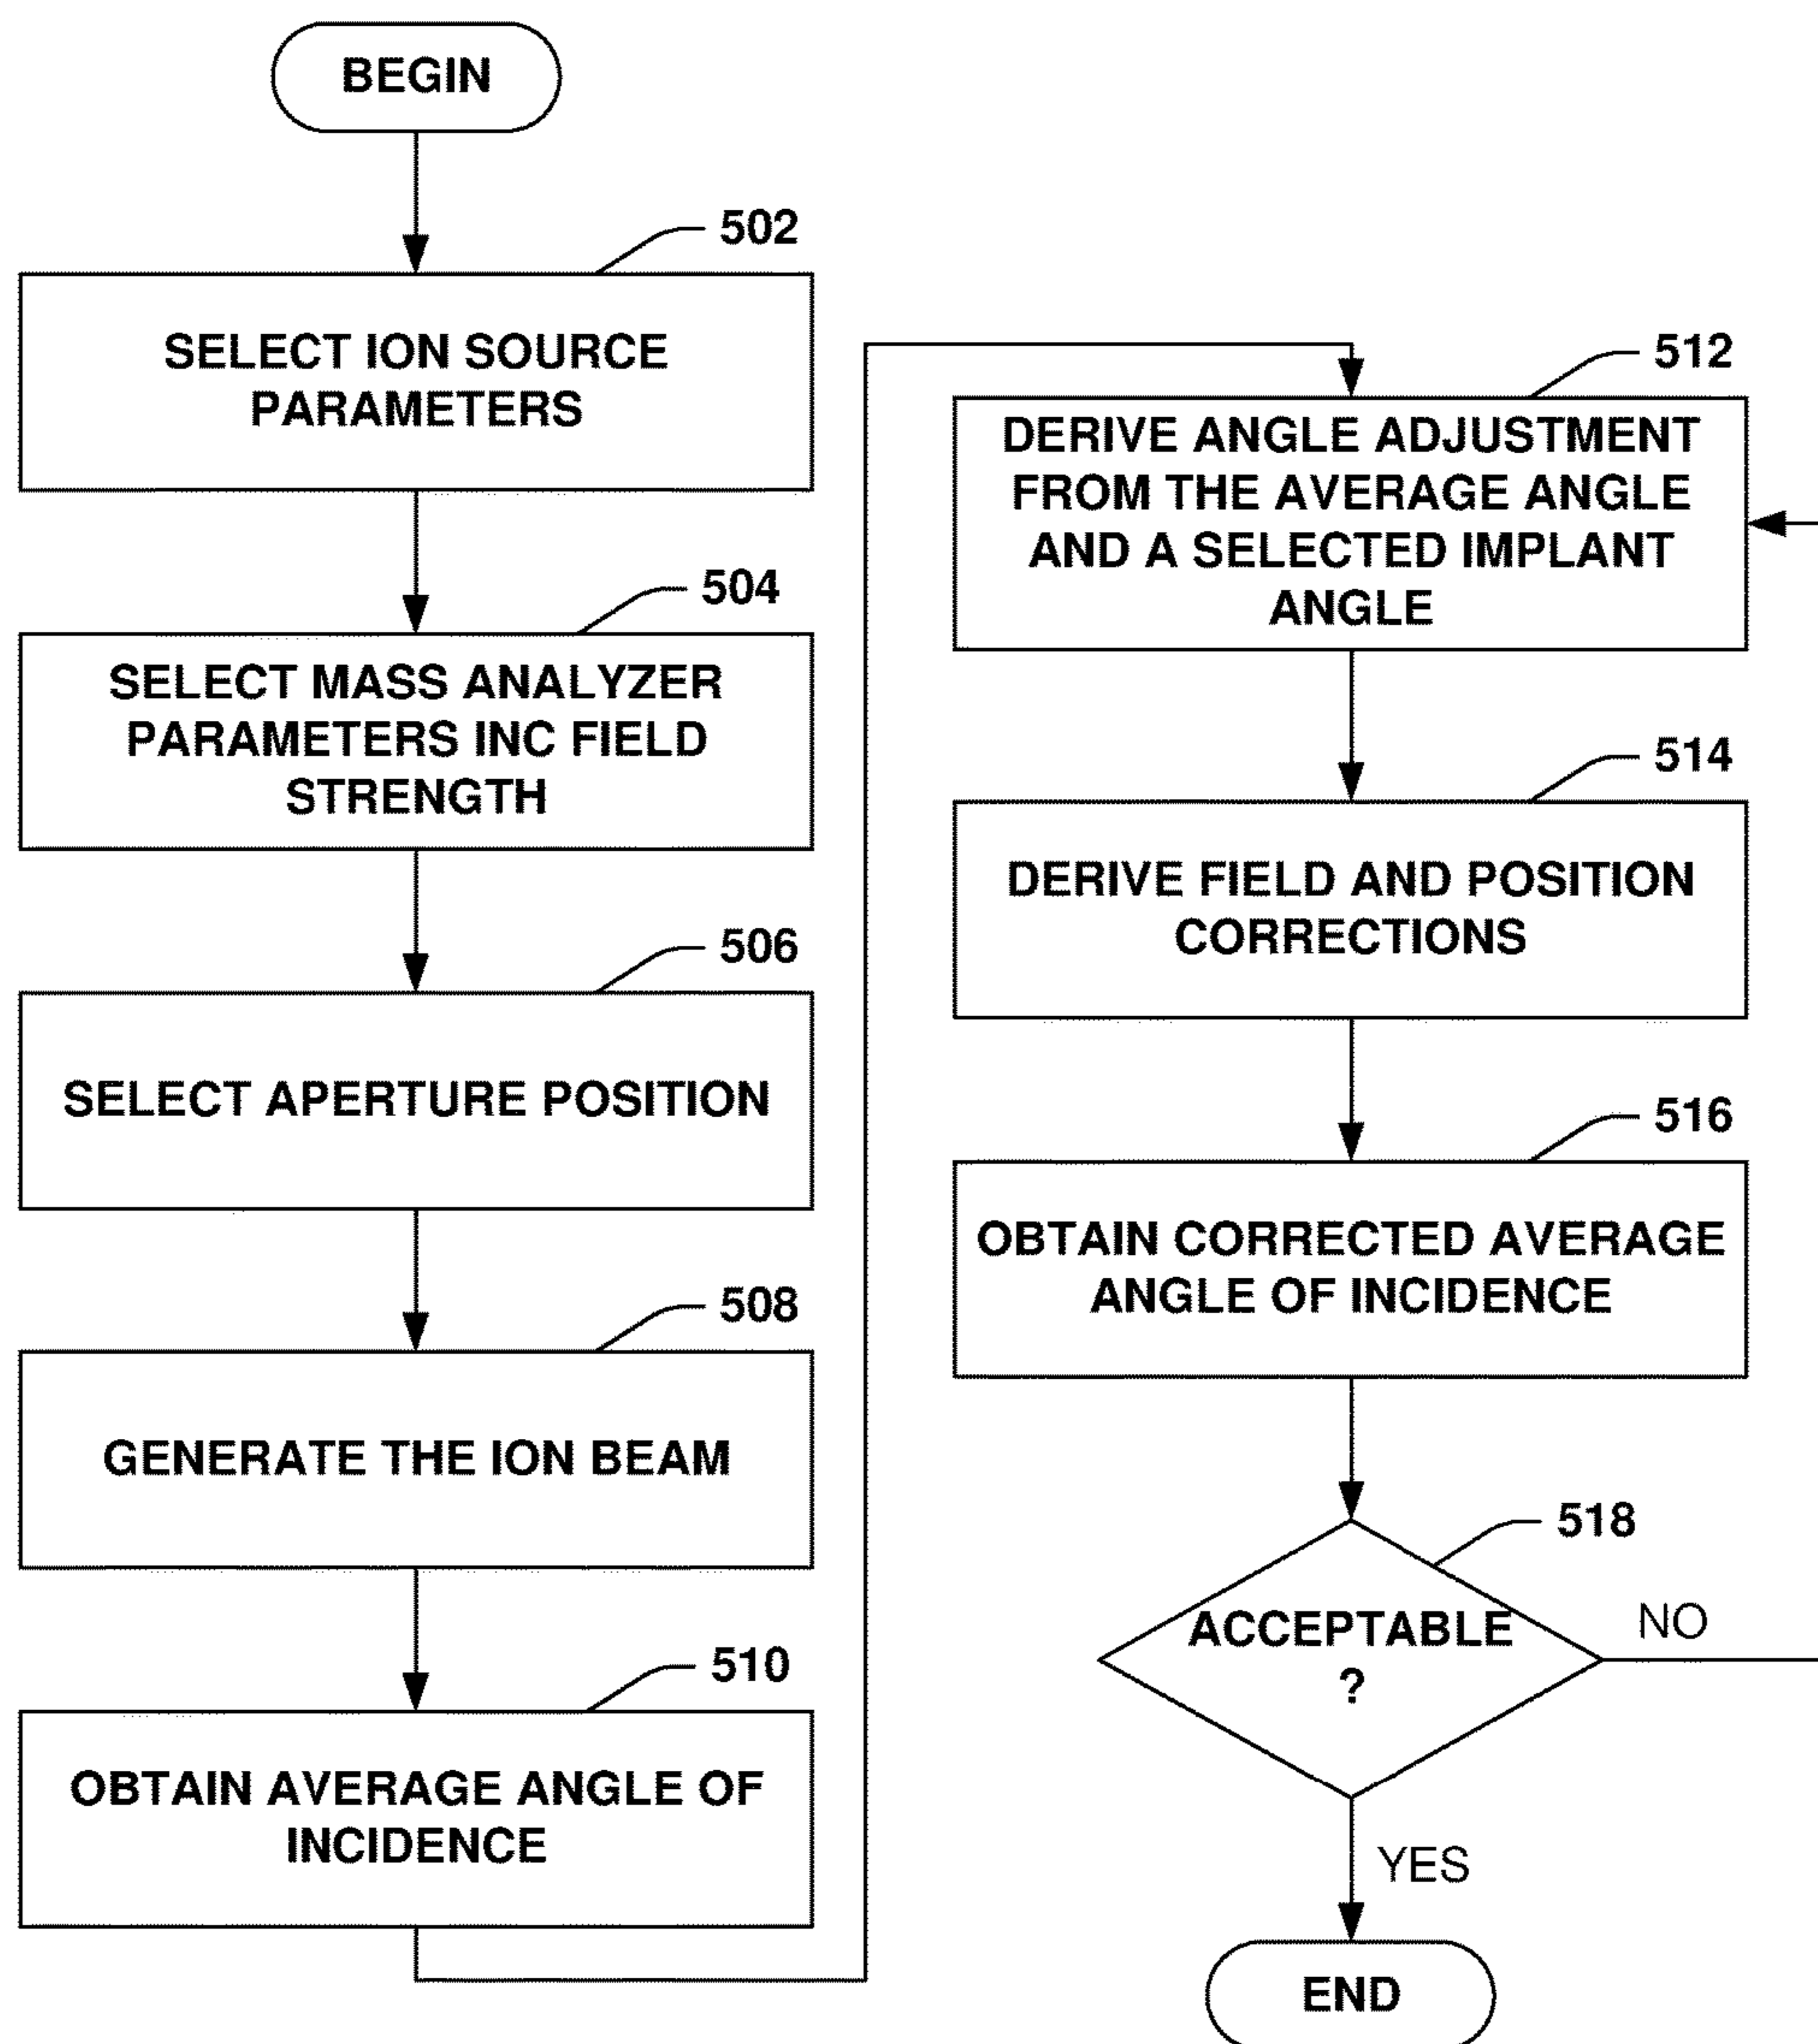 BEGIN
502
SELECT ION SOURCE
PARAMETERS
504
SELECT MASS ANALYZER
PARAMETERS INC FIELD
STRENGTH
506
SELECT APERTURE POSITION
508
GENERATE THE ION BEAM
510
OBTAIN AVERAGE ANGLE OF
INCIDENCE
512
DERIVE ANGLE ADJUSTMENT
FROM THE AVERAGE ANGLE
AND A SELECTED IMPLANT
ANGLE
514
DERIVE FIELD AND POSITION
CORRECTIONS
516
OBTAIN CORRECTED AVERAGE
ANGLE OF INCIDENCE
518
ACCEPTABLE
?
NO
YES
END